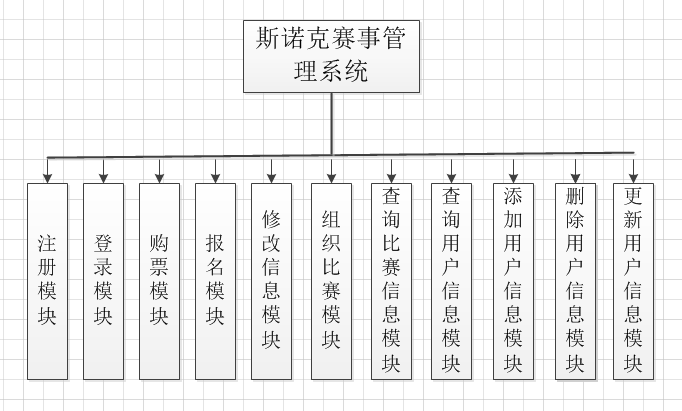 斯诺克赛事管
理系统
注册模块
登录模块
购票模块
报名模块
修改信息模块
组织比赛模块
查询比赛信息模块
查询用户信息模块
添加用户信息模块
删除用户信息模块
更新用户信息模块